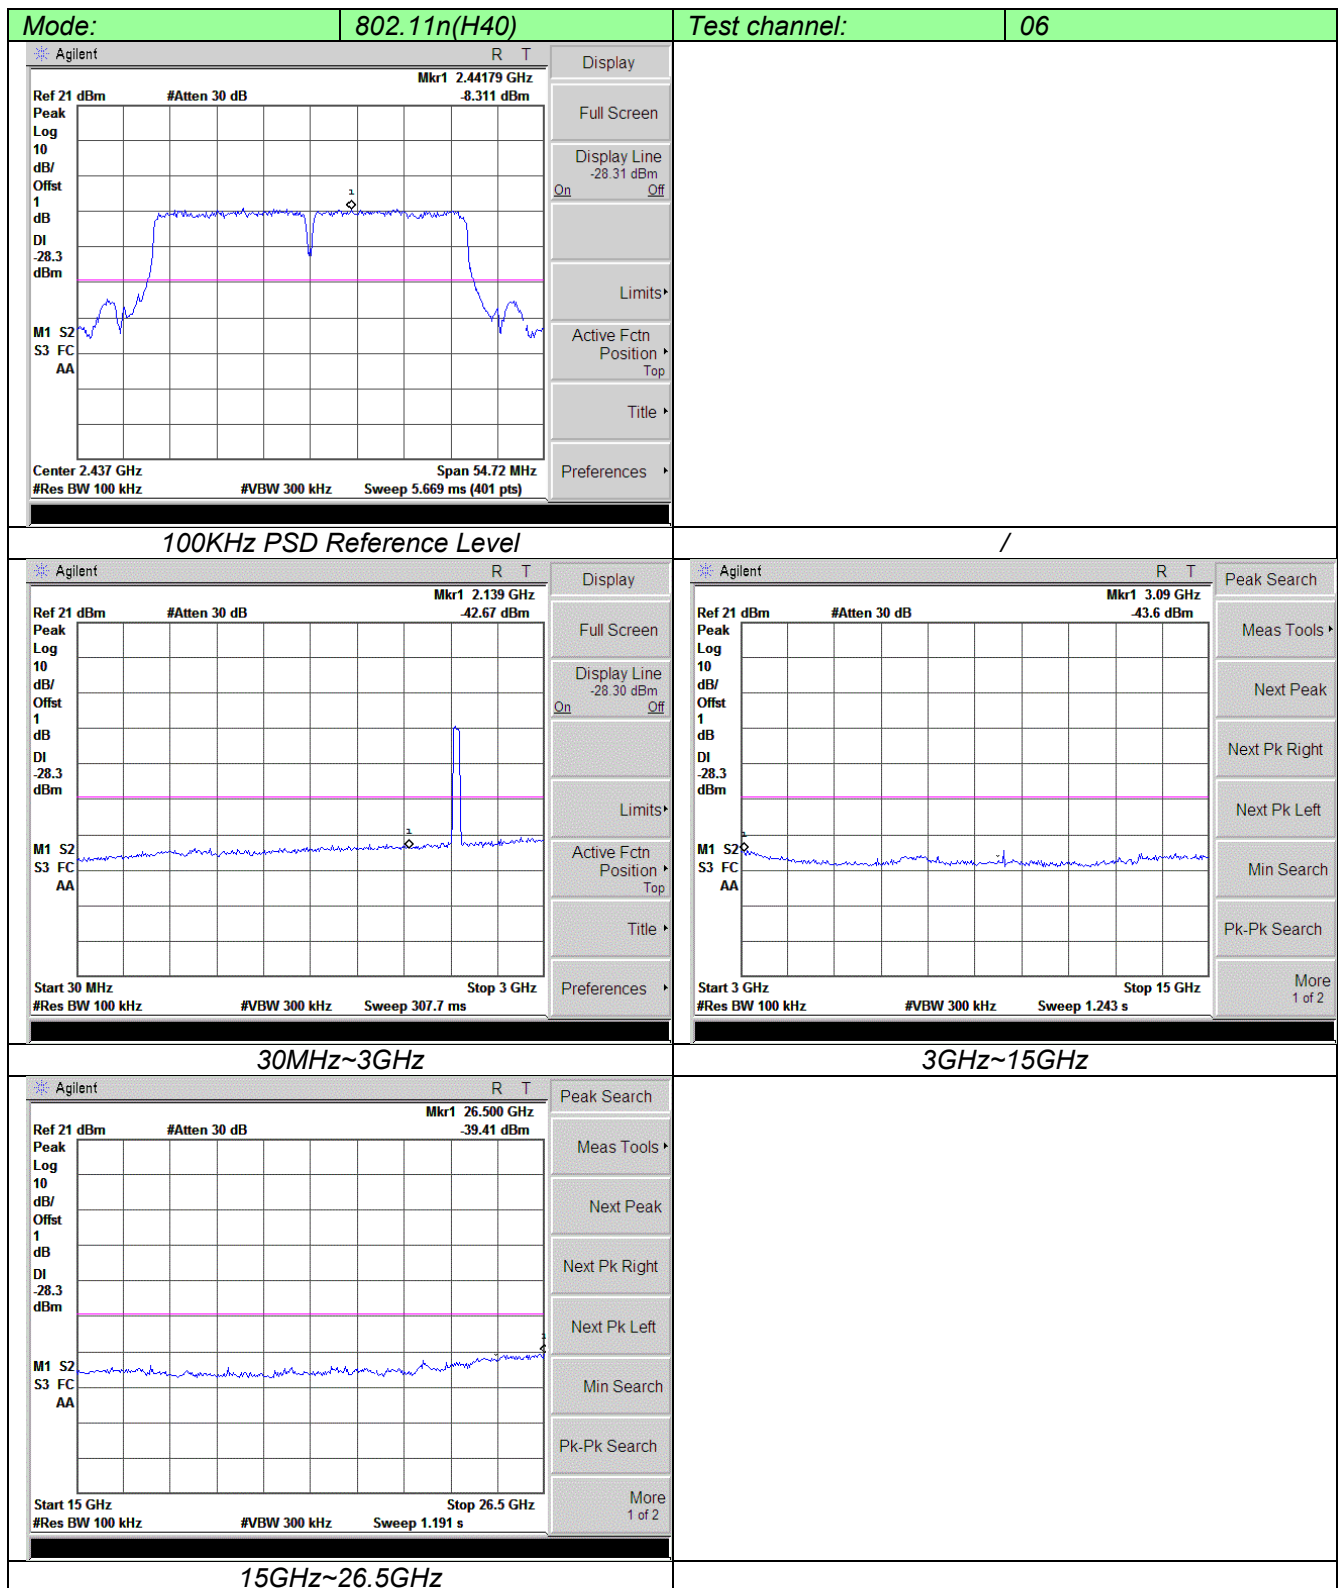 Mode: 802.11n(H40) Test channel: 06
Agilent R T
Mkr1 2.44179 GHz
Ref 21 dBm #Atten 30 dB -8.311 dBm
Peak
Log
10
dB/
Offst
1
dB
DI
-28.3
dBm
M1 S2
S3 FC
AA
1
Center 2.437 GHz Span 54.72 MHz
#Res BW 100 kHz #VBW 300 kHz Sweep 5.669 ms (401 pts)
Display
Full Screen
Display Line
-28.31 dBm
On Off
Limits
Active Fctn
Position
Top
Title
Preferences
100KHz PSD Reference Level /
Agilent R T
Mkr1 2.139 GHz
Ref 21 dBm #Atten 30 dB -42.67 dBm
Peak
Log
10
dB/
Offst
1
dB
DI
-28.3
dBm
M1 S2
S3 FC
AA
1
Start 30 MHz Stop 3 GHz
#Res BW 100 kHz #VBW 300 kHz Sweep 307.7 ms
Display
Full Screen
Display Line
-28.30 dBm
On Off
Limits
Active Fctn
Position
Top
Title
Preferences
Agilent R T
Mkr1 3.09 GHz
Ref 21 dBm #Atten 30 dB -43.6 dBm
Peak
Log
10
dB/
Offst
1
dB
DI
-28.3
dBm
M1 S2
S3 FC
AA
1
Start 3 GHz Stop 15 GHz
#Res BW 100 kHz #VBW 300 kHz Sweep 1.243 s
Peak Search
Meas Tools
Next Peak
Next Pk Right
Next Pk Left
Min Search
Pk-Pk Search
More
1 of 2
30MHz~3GHz 3GHz~15GHz
Agilent R T
Mkr1 26.500 GHz
Ref 21 dBm #Atten 30 dB -39.41 dBm
Peak
Log
10
dB/
Offst
1
dB
DI
-28.3
dBm
M1 S2
S3 FC
AA
1
Start 15 GHz Stop 26.5 GHz
#Res BW 100 kHz #VBW 300 kHz Sweep 1.191 s
Peak Search
Meas Tools
Next Peak
Next Pk Right
Next Pk Left
Min Search
Pk-Pk Search
More
1 of 2
15GHz~26.5GHz